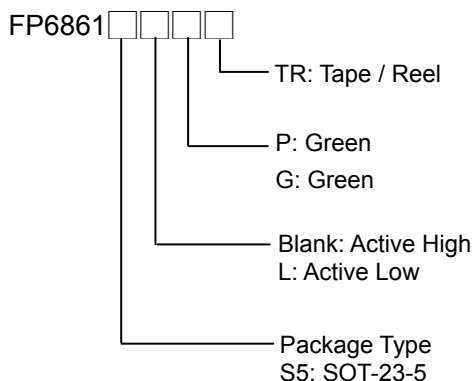 FP6861
TR: Tape / Reel
P: Green
G: Green
Blank: Active High
L: Active Low
Package Type
S5: SOT-23-5